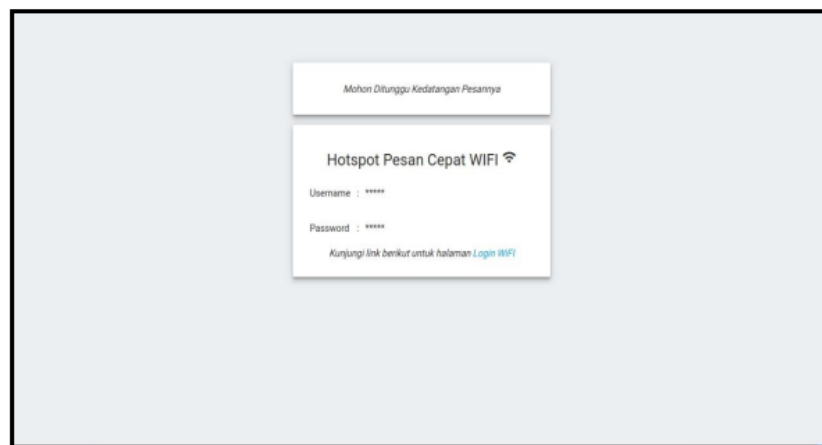 Mohon Ditunggu Kedatangan Pesannya
Hotspot Pesan Cepat WIFI
Username : *****
Password : *****
Kunjungi link berikut untuk halaman Login WIFI